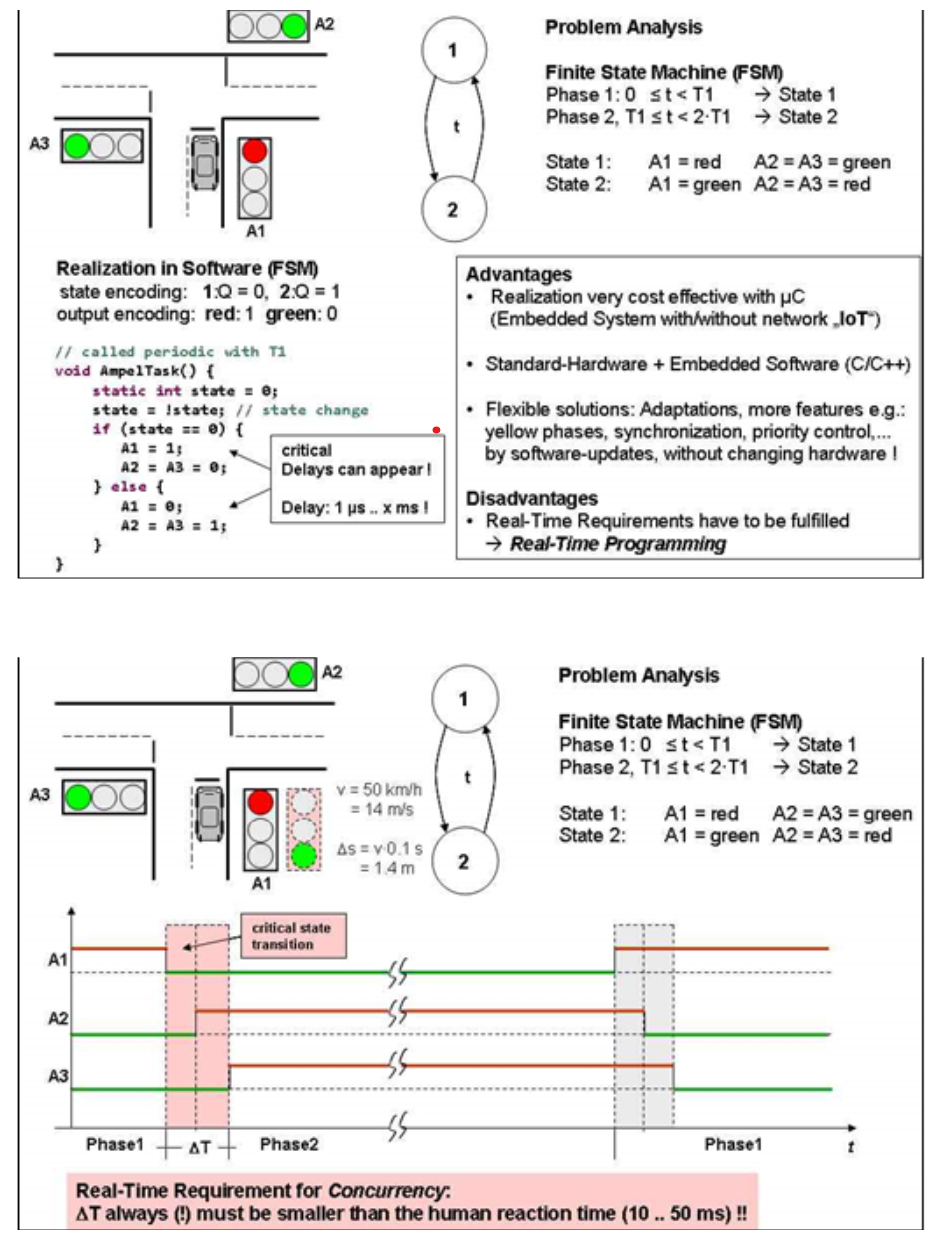 A2
A3
A1
1
t
2
Problem Analysis
Finite State Machine (FSM)
Phase 1: 0 ≤ t < T1 → State 1
Phase 2, T1 ≤ t < 2·T1 → State 2
State 1: A1 = red A2 = A3 = green
State 2: A1 = green A2 = A3 = red
Realization in Software (FSM)
state encoding: 1:Q = 0, 2:Q = 1
output encoding: red: 1 green: 0
// called periodic with T1
void AmpelTask() {
static int state = 0;
state = !state; // state change
if (state == 0) {
A1 = 1;
A2 = A3 = 0;
} else {
A1 = 0;
A2 = A3 = 1;
}
}
critical
Delays can appear !
Delay: 1 µs .. x ms !
Advantages
• Realization very cost effective with µC
(Embedded System with/without network „IoT“)
• Standard-Hardware + Embedded Software (C/C++)
• Flexible solutions: Adaptations, more features e.g.:
yellow phases, synchronization, priority control,...
by software-updates, without changing hardware !
Disadvantages
• Real-Time Requirements have to be fulfilled
→ Real-Time Programming
A2
A3
A1
v = 50 km/h
= 14 m/s
Δs = v·0.1 s
= 1.4 m
1
t
2
Problem Analysis
Finite State Machine (FSM)
Phase 1: 0 ≤ t < T1 → State 1
Phase 2, T1 ≤ t < 2·T1 → State 2
State 1: A1 = red A2 = A3 = green
State 2: A1 = green A2 = A3 = red
critical state
transition
A1
A2
A3
Phase1 ΔT Phase2 Phase1 t
Real-Time Requirement for Concurrency:
ΔT always (!) must be smaller than the human reaction time (10 .. 50 ms) !!